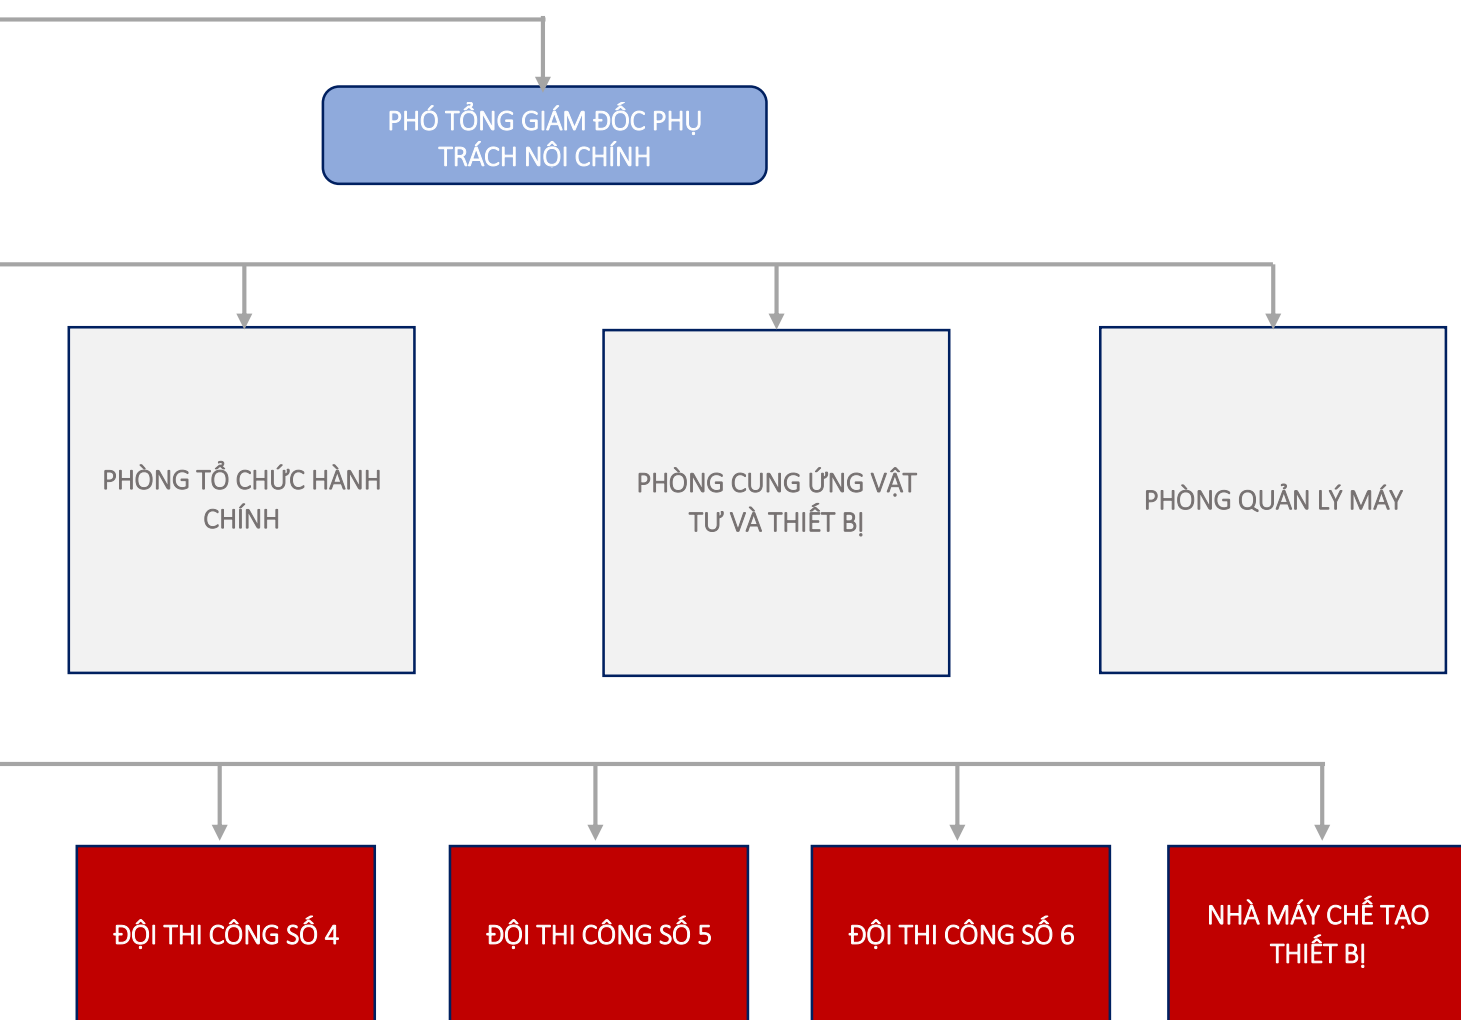 PHÓ TỔNG GIÁM ĐỐC PHỤ
TRÁCH NÔI CHÍNH
PHÒNG TỔ CHỨC HÀNH
CHÍNH
PHÒNG CUNG ỨNG VẬT
TƯ VÀ THIẾT BỊ
PHÒNG QUẢN LÝ MÁY
ĐỘI THI CÔNG SỐ 4
ĐỘI THI CÔNG SỐ 5
ĐỘI THI CÔNG SỐ 6
NHÀ MÁY CHẾ TẠO
THIẾT BỊ